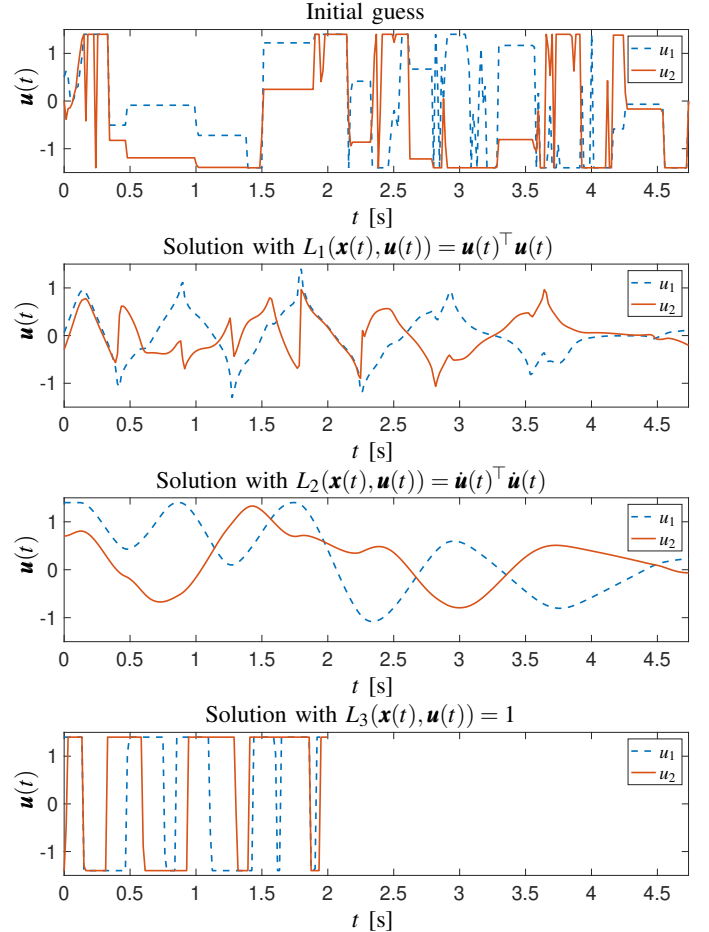 Initial guess
1
0
-1
𝒖(t)
u₁
u₂
0 0.5 1 1.5 2 2.5 3 3.5 4 4.5
t [s]
Solution with L₁(𝒙(t), 𝒖(t)) = 𝒖(t)⊤𝒖(t)
1
0
-1
𝒖(t)
u₁
u₂
0 0.5 1 1.5 2 2.5 3 3.5 4 4.5
t [s]
Solution with L₂(𝒙(t), 𝒖(t)) = 𝒖̇(t)⊤𝒖̇(t)
1
0
-1
𝒖(t)
u₁
u₂
0 0.5 1 1.5 2 2.5 3 3.5 4 4.5
t [s]
Solution with L₃(𝒙(t), 𝒖(t)) = 1
1
0
-1
𝒖(t)
u₁
u₂
0 0.5 1 1.5 2 2.5 3 3.5 4 4.5
t [s]